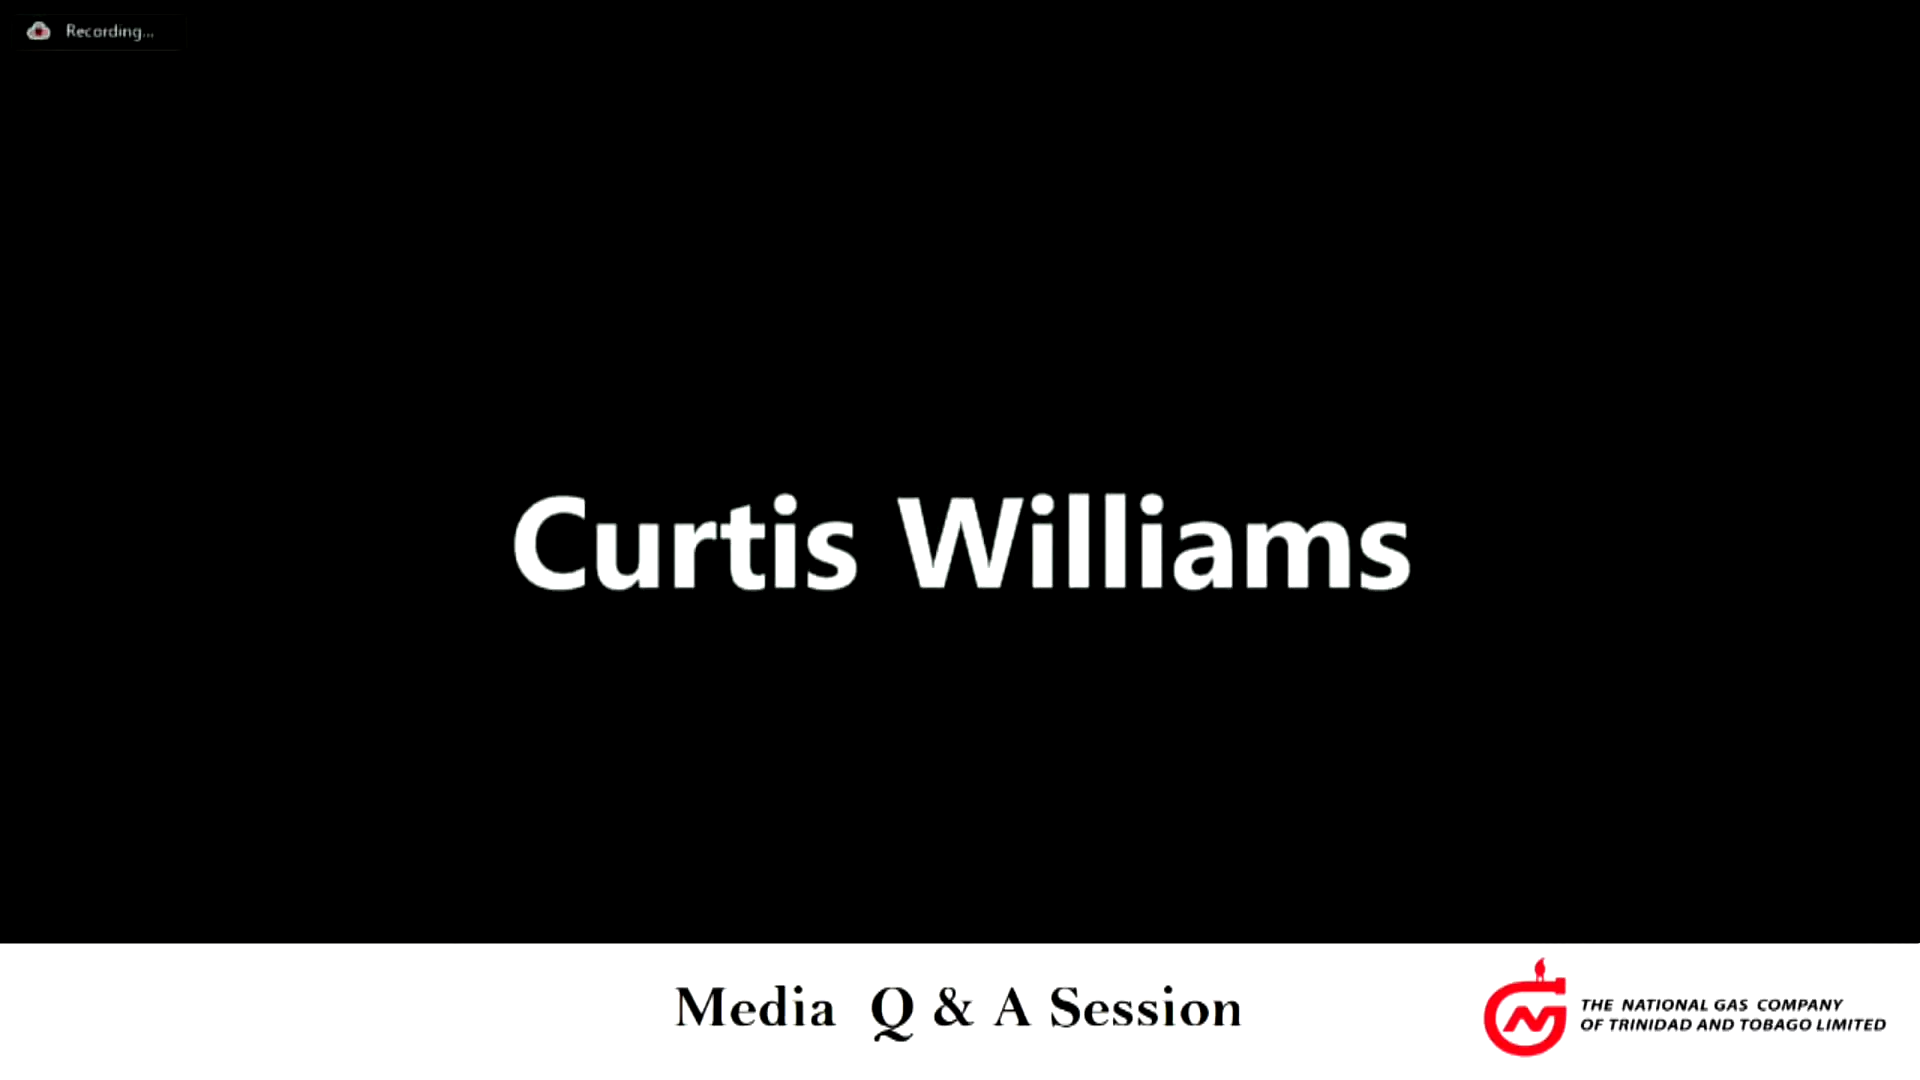 Recording...
Curtis Williams
Media Q & A Session
THE NATIONAL GAS COMPANY
OF TRINIDAD AND TOBAGO LIMITED